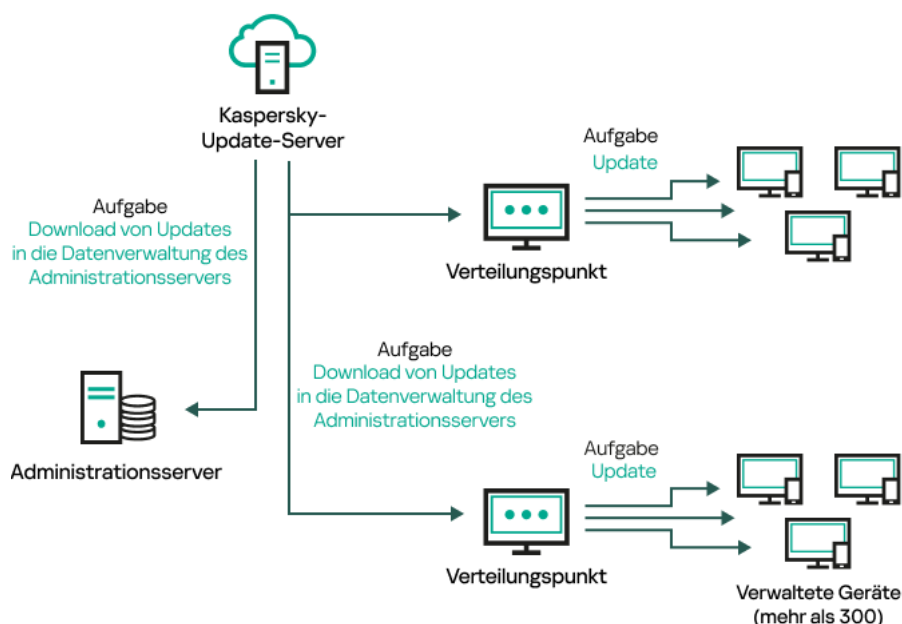 Kaspersky-
Update-Server
Aufgabe
Update
Aufgabe
Download von Updates
in die Datenverwaltung des
Administrationsservers
Verteilungspunkt
Aufgabe
Download von Updates
in die Datenverwaltung des
Administrationsservers
Administrationsserver
Aufgabe
Update
Verteilungspunkt
Verwaltete Geräte
(mehr als 300)